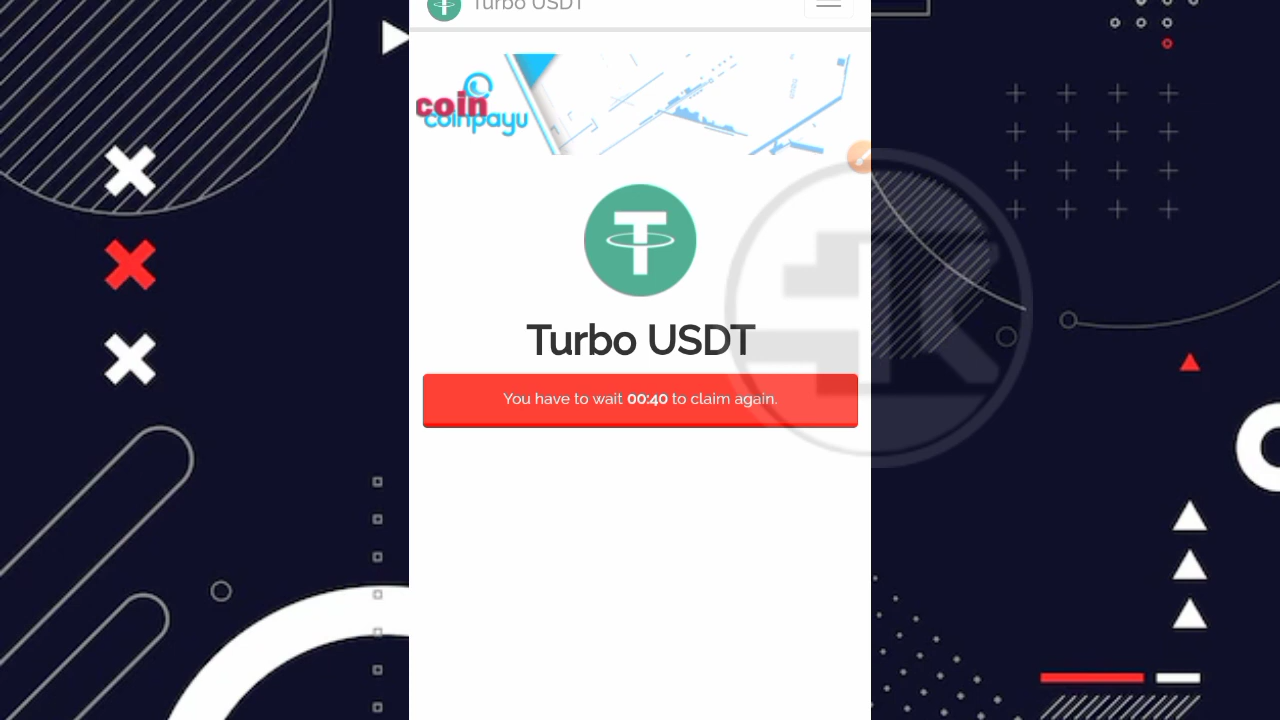 Turbo USDT
coin
coinpayu
Turbo USDT
You have to wait 00:40 to claim again.